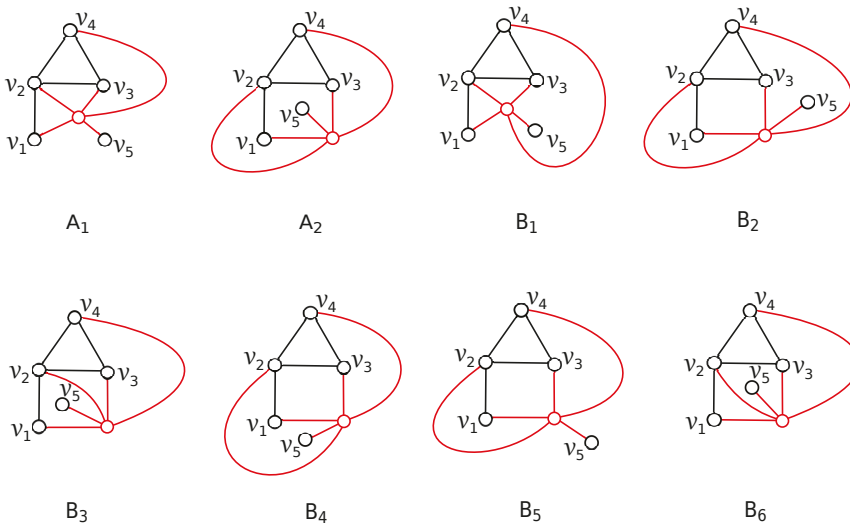 v4 v4 v4 v4
v2 v3 v2 v3 v2 v3 v2 v3
v5 v5
v1 v5 v1 v1 v5 v1
A1 A2 B1 B2
v4 v4 v4 v4
v2 v3 v2 v3 v2 v3 v2 v3
v5 v5
v1 v1 v5 v1 v5 v1
B3 B4 B5 B6